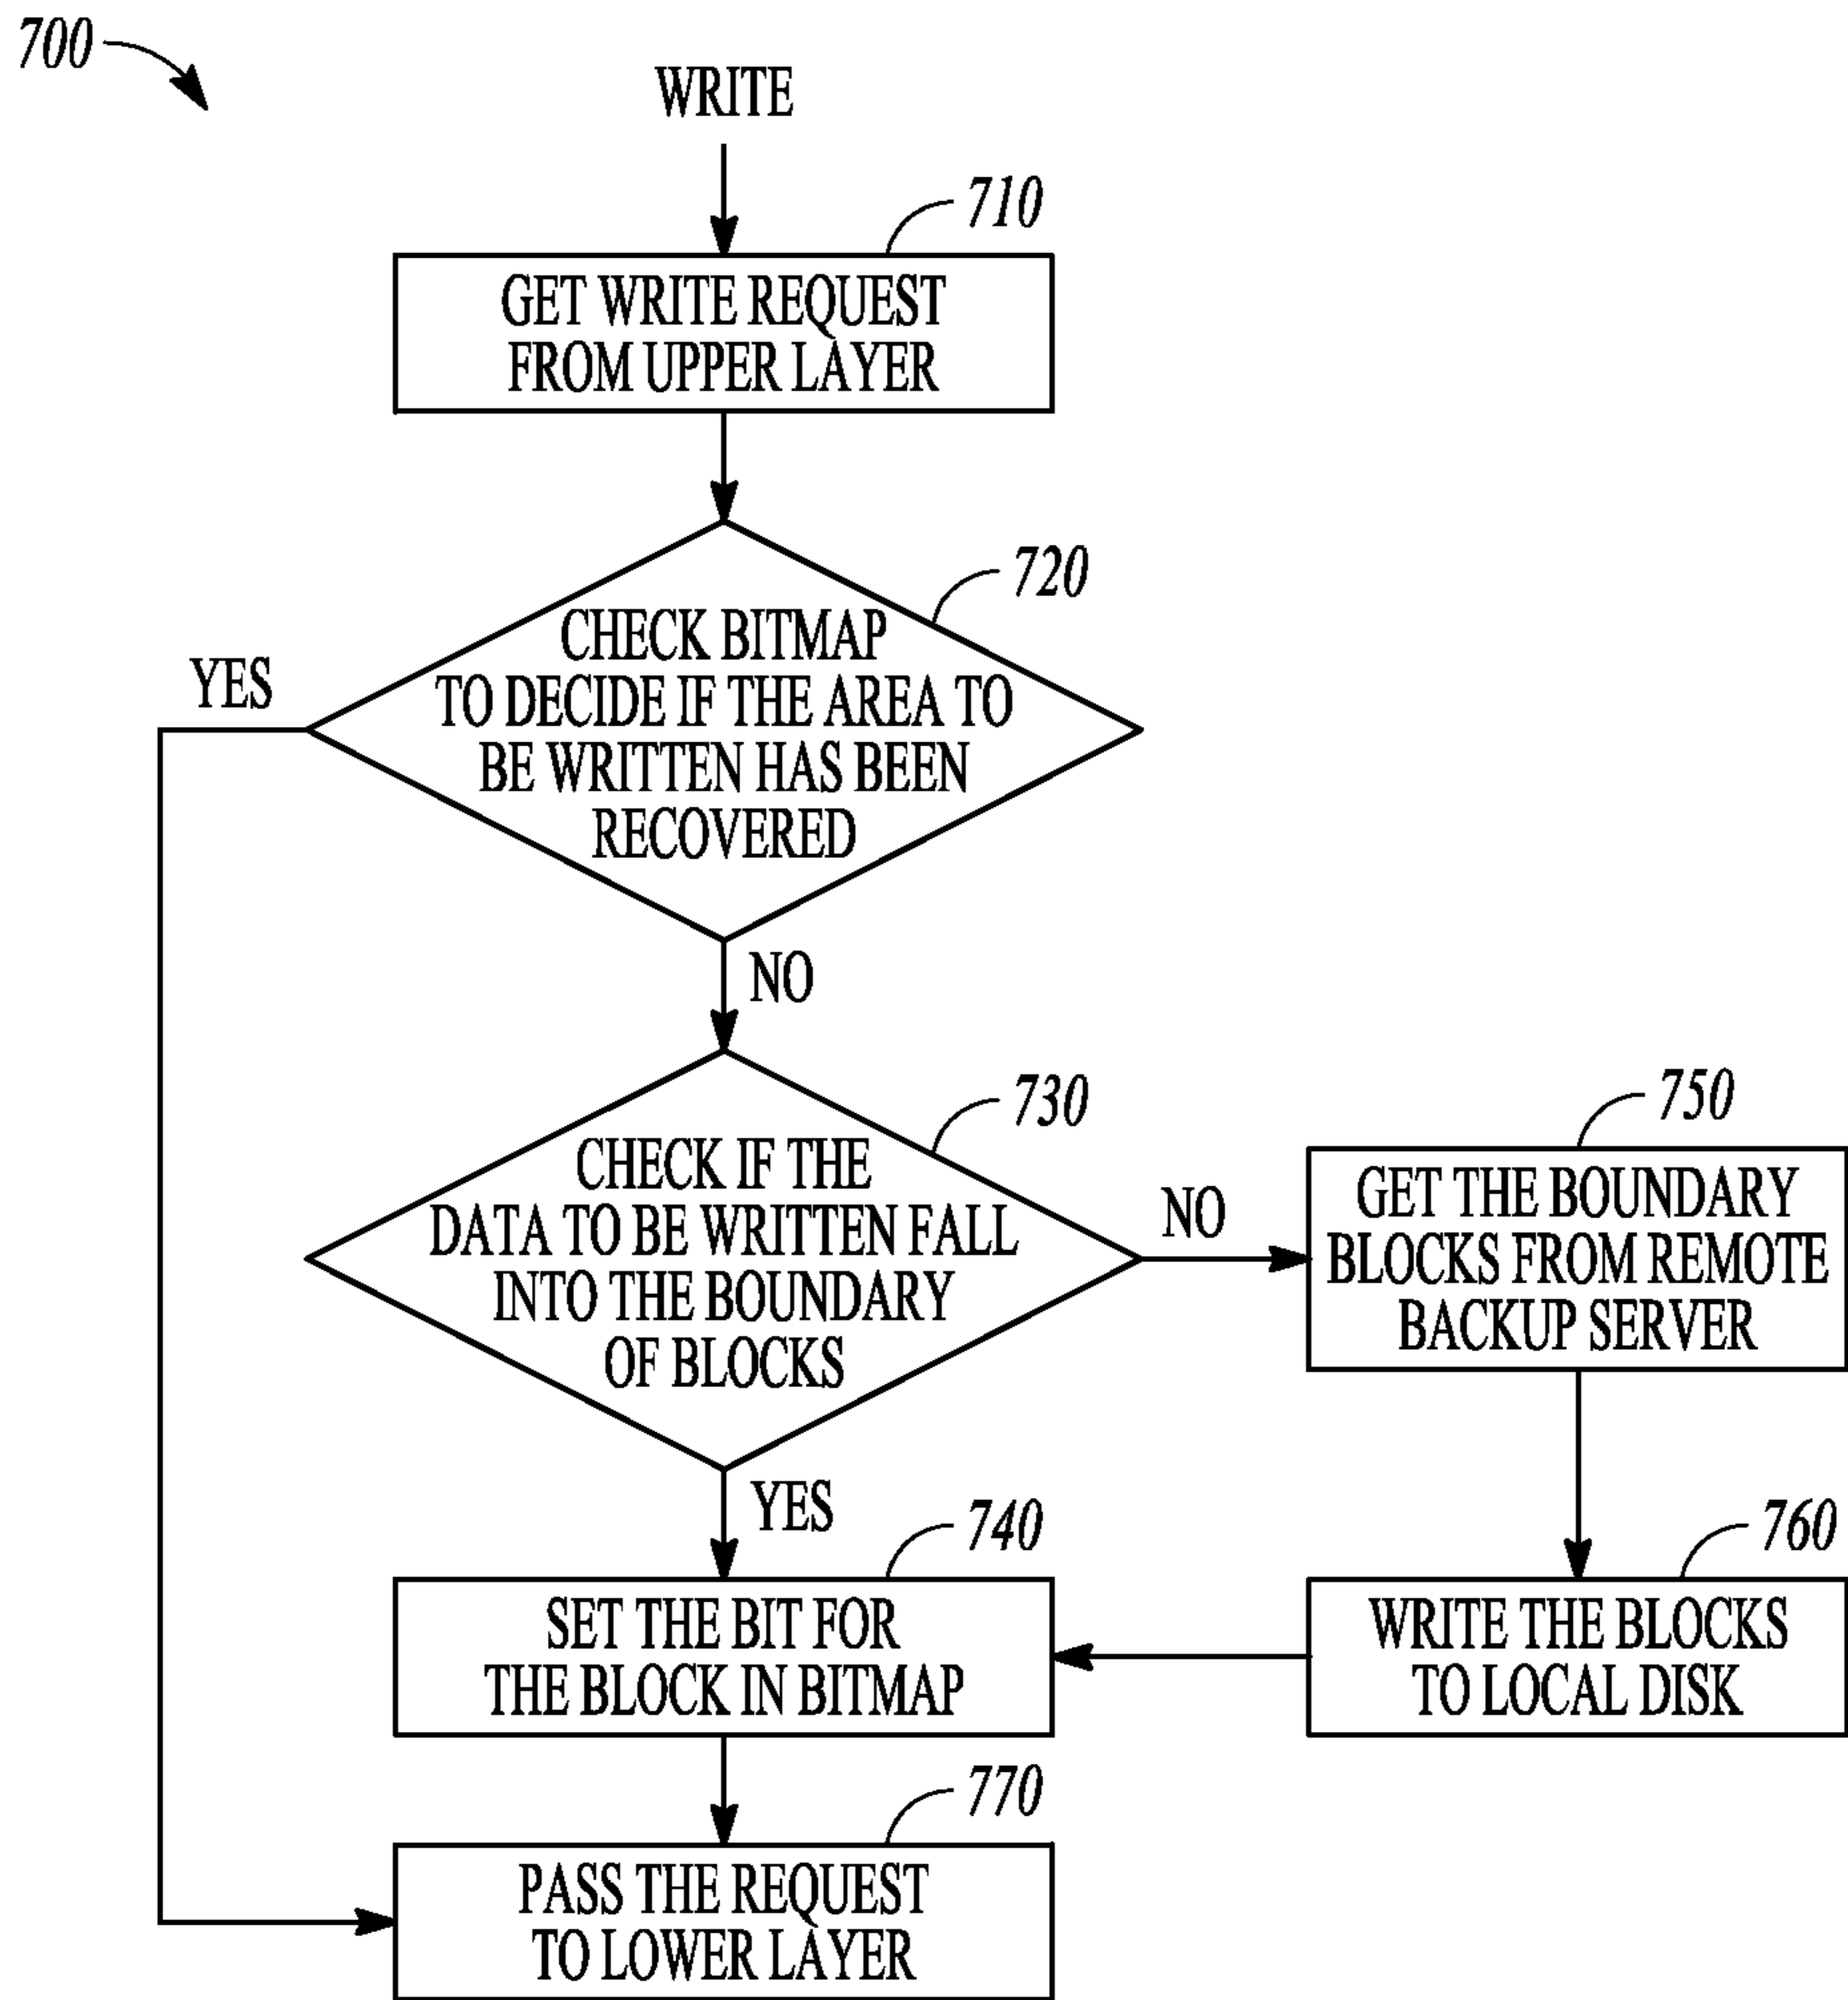 700
WRITE
710
GET WRITE REQUEST
FROM UPPER LAYER
720
CHECK BITMAP
TO DECIDE IF THE AREA TO
BE WRITTEN HAS BEEN
RECOVERED
YES
NO
730
CHECK IF THE
DATA TO BE WRITTEN FALL
INTO THE BOUNDARY
OF BLOCKS
NO
750
GET THE BOUNDARY
BLOCKS FROM REMOTE
BACKUP SERVER
YES
740
SET THE BIT FOR
THE BLOCK IN BITMAP
760
WRITE THE BLOCKS
TO LOCAL DISK
770
PASS THE REQUEST
TO LOWER LAYER